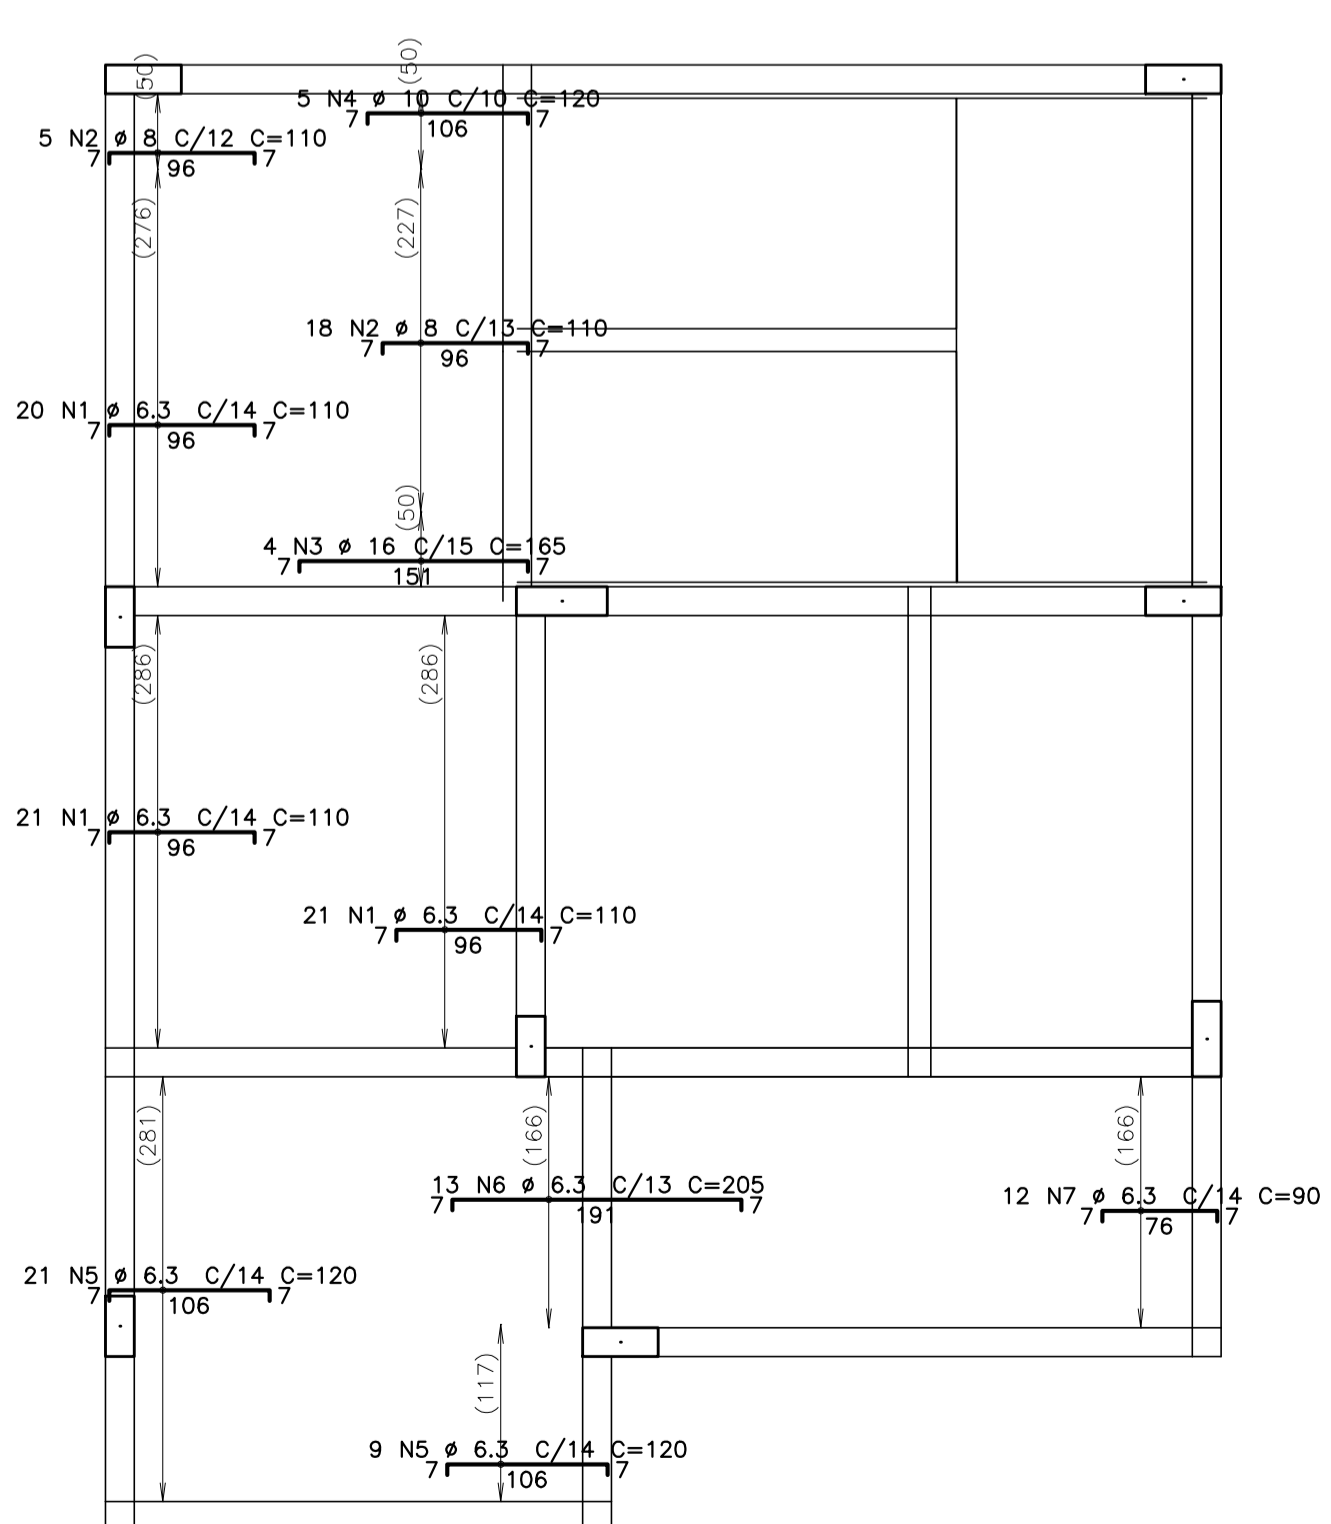 (50)
(50)
5 N4 ø 10 C/10 C=120
7 106 7
5 N2 ø 8 C/12 C=110
7 96 7
(276)
(227)
18 N2 ø 8 C/13 C=110
7 96 7
20 N1 ø 6.3 C/14 C=110
7 96 7
(50)
4 N3 ø 16 C/15 C=165
7 151 7
(286)
(286)
21 N1 ø 6.3 C/14 C=110
7 96 7
21 N1 ø 6.3 C/14 C=110
7 96 7
(281)
(166)
(166)
13 N6 ø 6.3 C/13 C=205
7 191 7
12 N7 ø 6.3 C/14 C=90
7 76 7
21 N5 ø 6.3 C/14 C=120
7 106 7
(117)
9 N5 ø 6.3 C/14 C=120
7 106 7